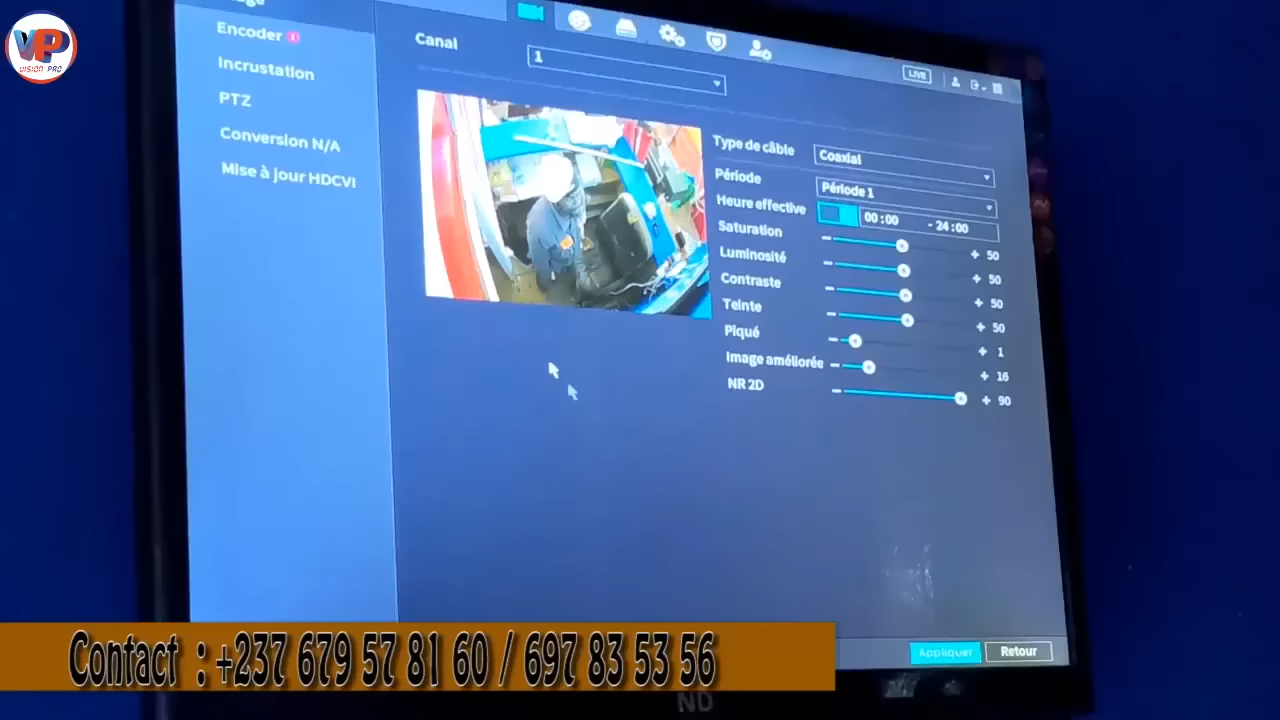 VP
VISION PRO
Encoder
Incrustation
PTZ
Conversion N/A
Mise à jour HDCVI
Canal
1
LIVE
Type de câble
Coaxial
Période
Période 1
Heure effective
00:00 - 24:00
Saturation
50
Luminosité
50
Contraste
50
Teinte
50
Piqué
1
Image améliorée
16
NR 2D
90
Appliquer
Retour
Contact : +237 679 57 81 60 / 697 83 53 56
ND